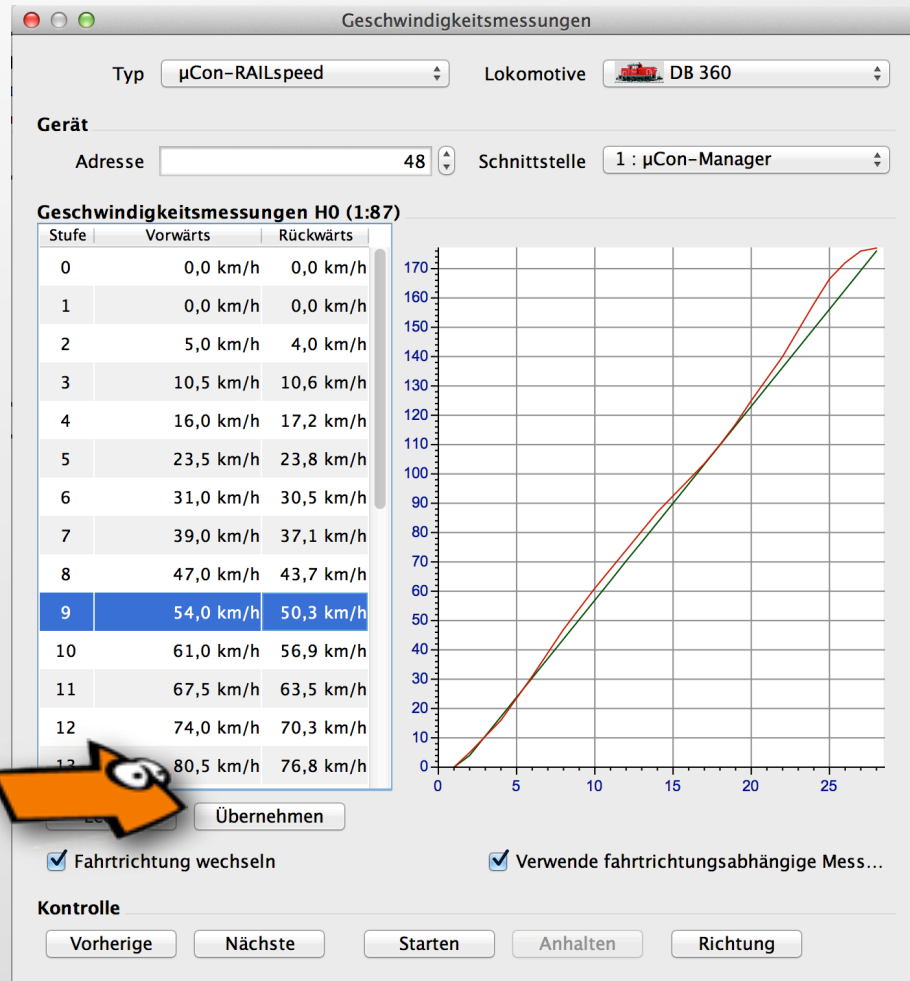 Geschwindigkeitsmessungen
Typ µCon-RAILspeed Lokomotive DB 360
Gerät
Adresse 48 Schnittstelle 1 : µCon-Manager
Geschwindigkeitsmessungen H0 (1:87)
Stufe Vorwärts Rückwärts
0 0,0 km/h 0,0 km/h
1 0,0 km/h 0,0 km/h
2 5,0 km/h 4,0 km/h
3 10,5 km/h 10,6 km/h
4 16,0 km/h 17,2 km/h
5 23,5 km/h 23,8 km/h
6 31,0 km/h 30,5 km/h
7 39,0 km/h 37,1 km/h
8 47,0 km/h 43,7 km/h
9 54,0 km/h 50,3 km/h
10 61,0 km/h 56,9 km/h
11 67,5 km/h 63,5 km/h
12 74,0 km/h 70,3 km/h
13 80,5 km/h 76,8 km/h
170
160
150
140
130
120
110
100
90
80
70
60
50
40
30
20
10
0
0 5 10 15 20 25
Übernehmen
Fahrtrichtung wechseln Verwende fahrtrichtungsabhängige Mess...
Kontrolle
Vorherige Nächste Starten Anhalten Richtung